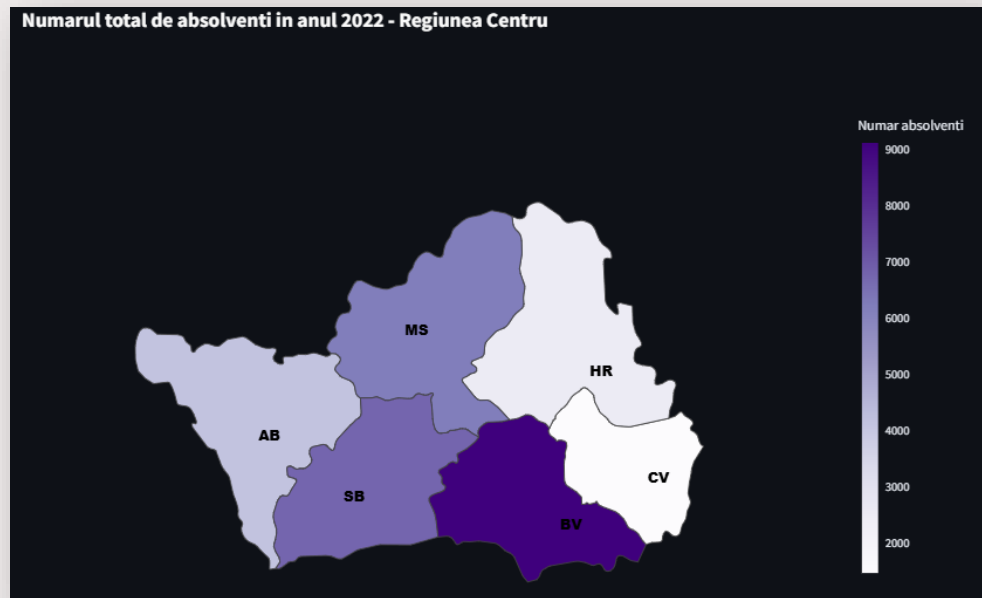 Numarul total de absolventi in anul 2022 - Regiunea Centru
Numar absolventi
9000
8000
7000
6000
5000
4000
3000
2000
MS
HR
AB
CV
SB
BV